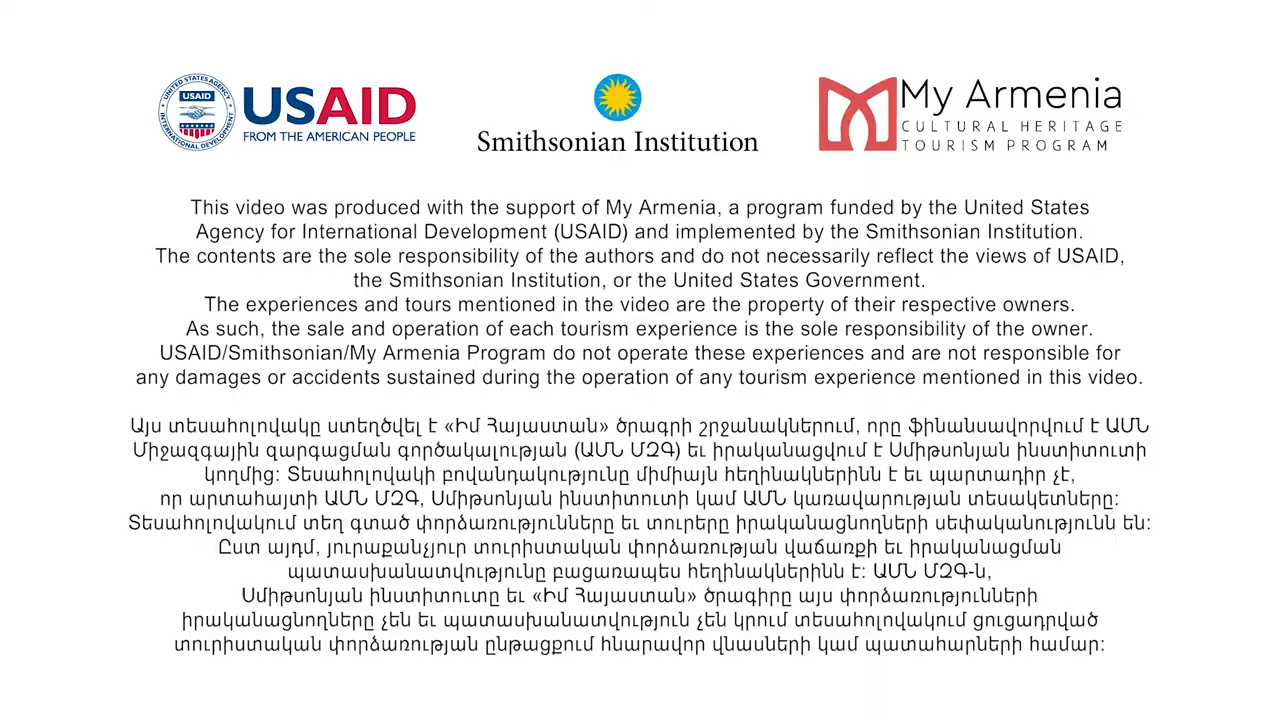 UNITED STATES AGENCY
USAID
INTERNATIONAL DEVELOPMENT
USAID
FROM THE AMERICAN PEOPLE
Smithsonian Institution
My Armenia
CULTURAL HERITAGE
TOURISM PROGRAM
This video was produced with the support of My Armenia, a program funded by the United States
Agency for International Development (USAID) and implemented by the Smithsonian Institution.
The contents are the sole responsibility of the authors and do not necessarily reflect the views of USAID,
the Smithsonian Institution, or the United States Government.
The experiences and tours mentioned in the video are the property of their respective owners.
As such, the sale and operation of each tourism experience is the sole responsibility of the owner.
USAID/Smithsonian/My Armenia Program do not operate these experiences and are not responsible for
any damages or accidents sustained during the operation of any tourism experience mentioned in this video.
Այս տեսահոլովակը ստեղծվել է «Իմ Հայաստան» ծրագրի շրջանակներում, որը ֆինանսավորվում է ԱՄՆ
Միջազգային զարգացման գործակալության (ԱՄՆ ՄԶԳ) եւ իրականացվում է Սմիթսոնյան ինստիտուտի
կողմից: Տեսահոլովակի բովանդակությունը միմիայն հեղինակներինն է եւ պարտադիր չէ,
որ արտահայտի ԱՄՆ ՄԶԳ, Սմիթսոնյան ինստիտուտի կամ ԱՄՆ կառավարության տեսակետները:
Տեսահոլովակում տեղ գտած փորձառությունները եւ տուրերը իրականացնողների սեփականությունն են:
Ըստ այդմ, յուրաքանչյուր տուրիստական փորձառության վաճառքի եւ իրականացման
պատասխանատվությունը բացառապես հեղինակներինն է: ԱՄՆ ՄԶԳ-ն,
Սմիթսոնյան ինստիտուտը եւ «Իմ Հայաստան» ծրագիրը այս փորձառությունների
իրականացնողները չեն եւ պատասխանատվություն չեն կրում տեսահոլովակում ցուցադրված
տուրիստական փորձառության ընթացքում հնարավոր վնասների կամ պատահարների համար: